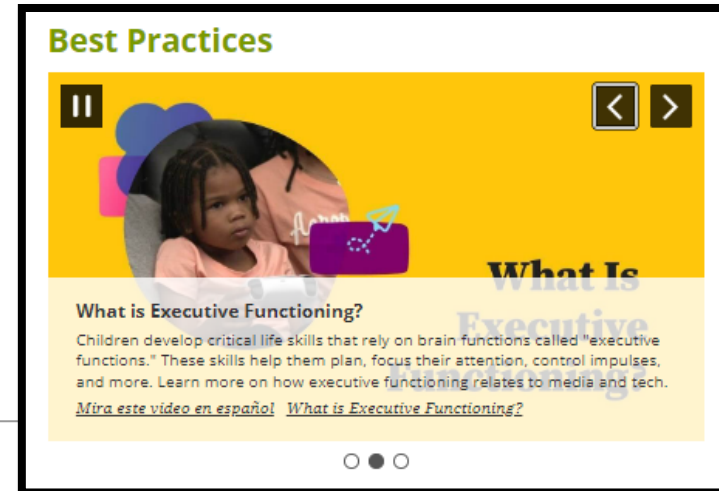 Best Practices
What Is
Executive
Functioning?
What is Executive Functioning?
Children develop critical life skills that rely on brain functions called "executive
functions." These skills help them plan, focus their attention, control impulses,
and more. Learn more on how executive functioning relates to media and tech.
Mira este video en español What is Executive Functioning?